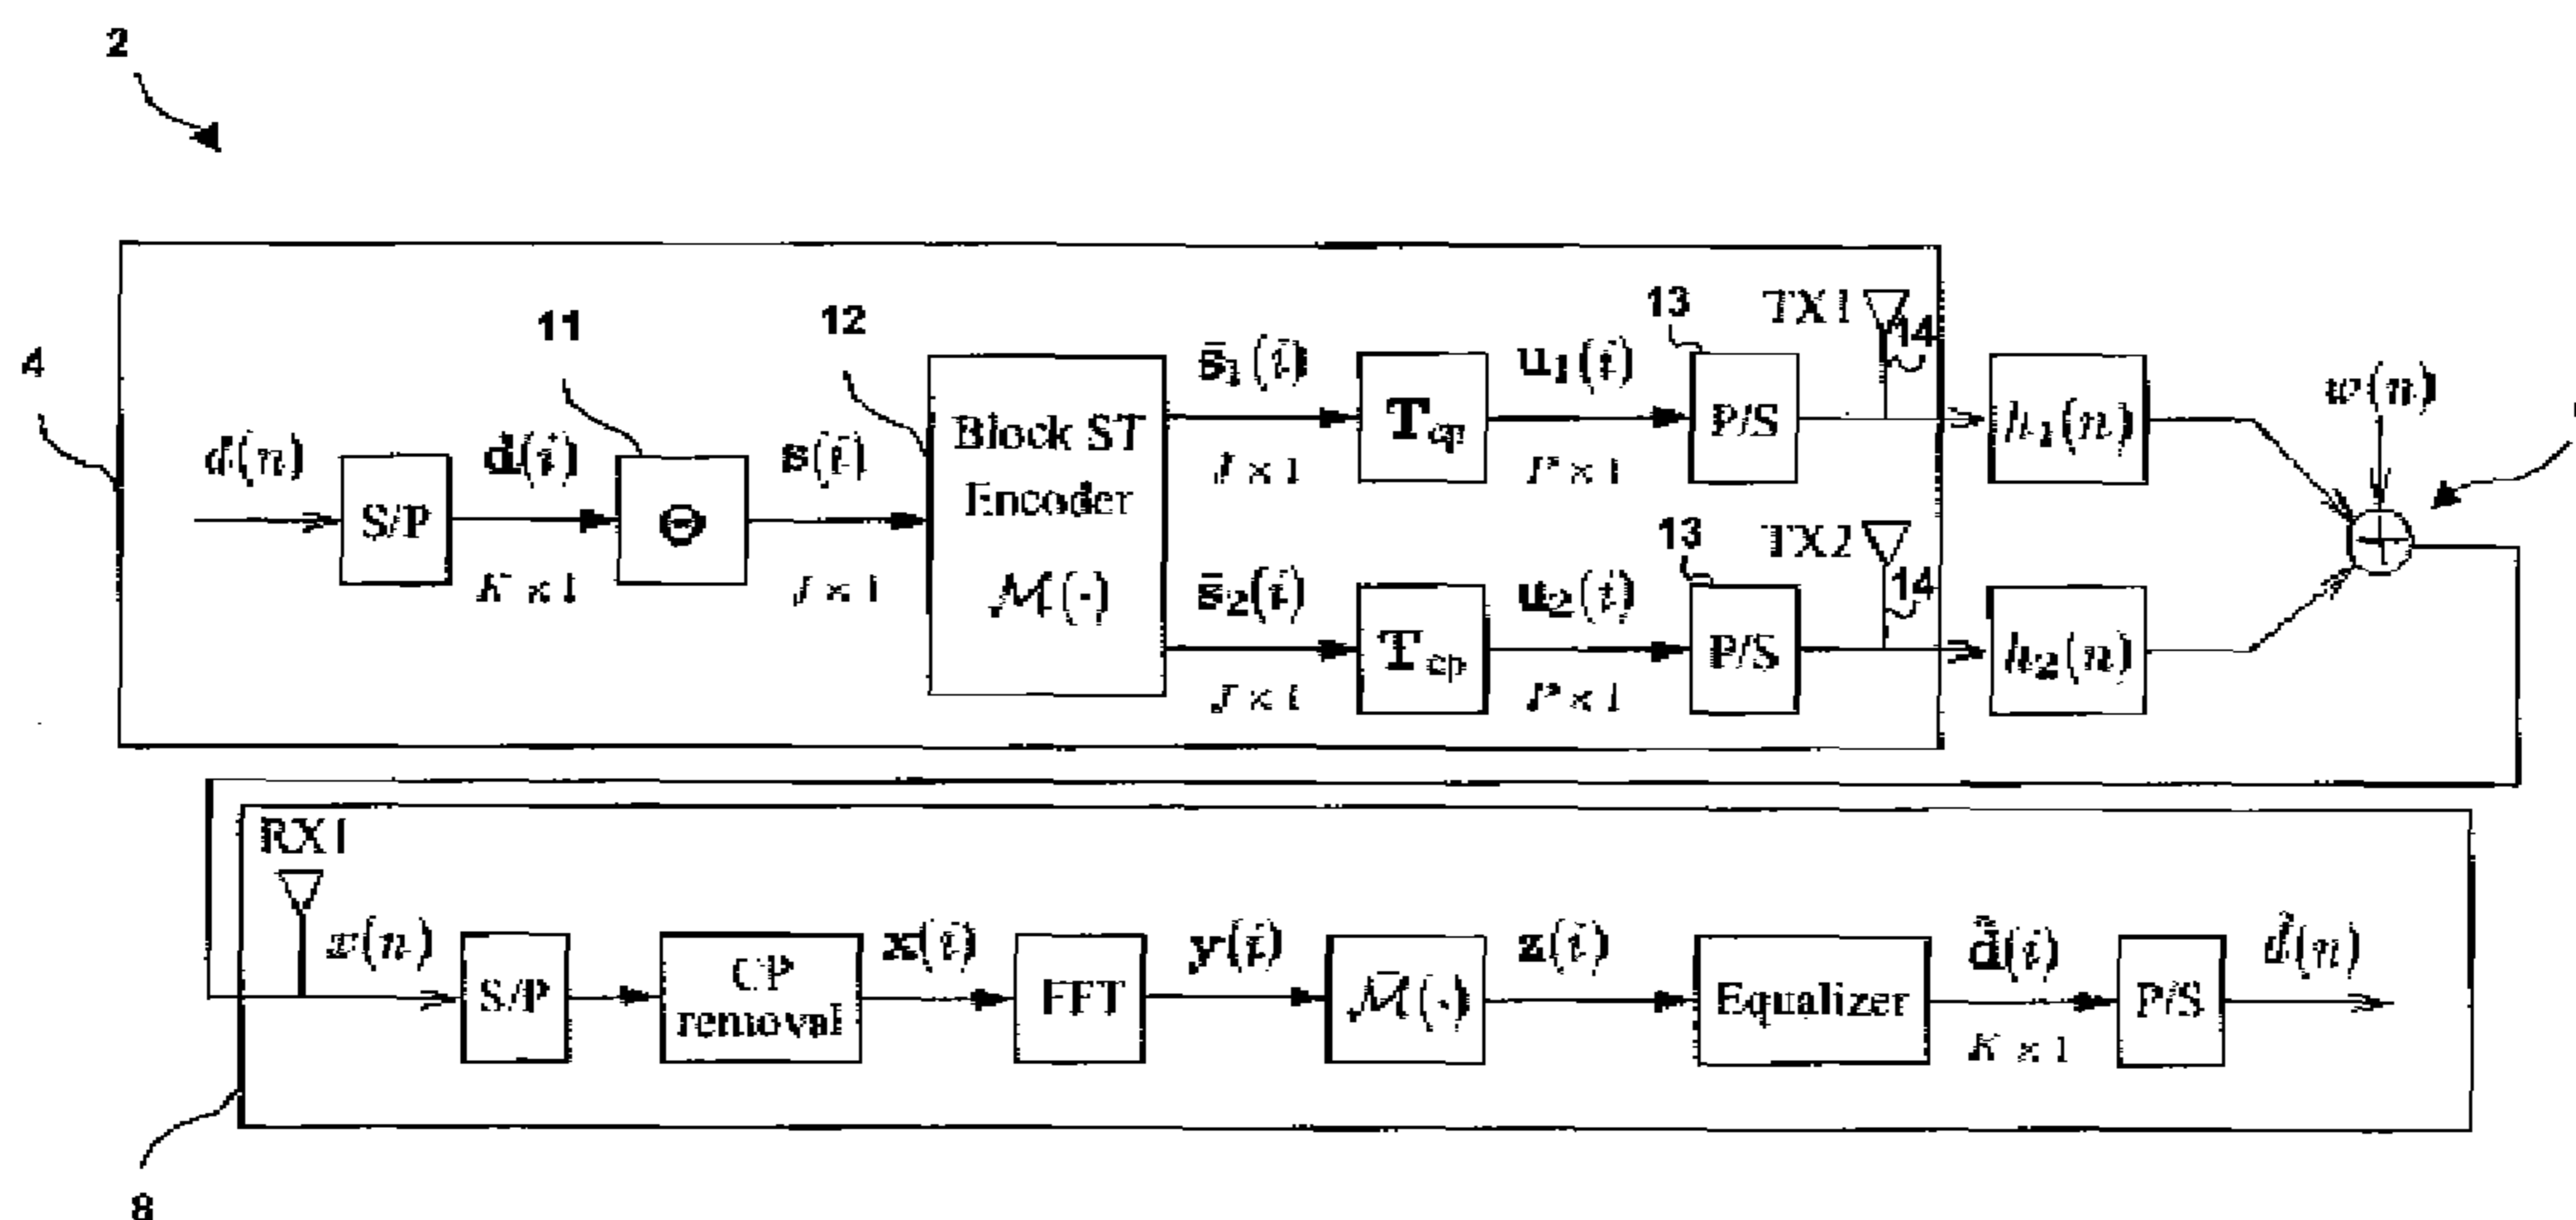 2
4
d(n)
S/P
d(i)
K × 1
11
Θ
s(i)
J × 1
12
Block ST
Encoder
M(·)
s̄₁(i)
J × 1
T_cp
u₁(i)
P × 1
13
P/S
TX1
14
h₁(n)
w(n)
s̄₂(i)
J × 1
T_cp
u₂(i)
P × 1
13
P/S
TX2
14
h₂(n)
+
RX1
x(n)
S/P
CP
removal
x(i)
FFT
y(i)
M̄(·)
z(i)
Equalizer
d̂(i)
K × 1
P/S
d̂(n)
8